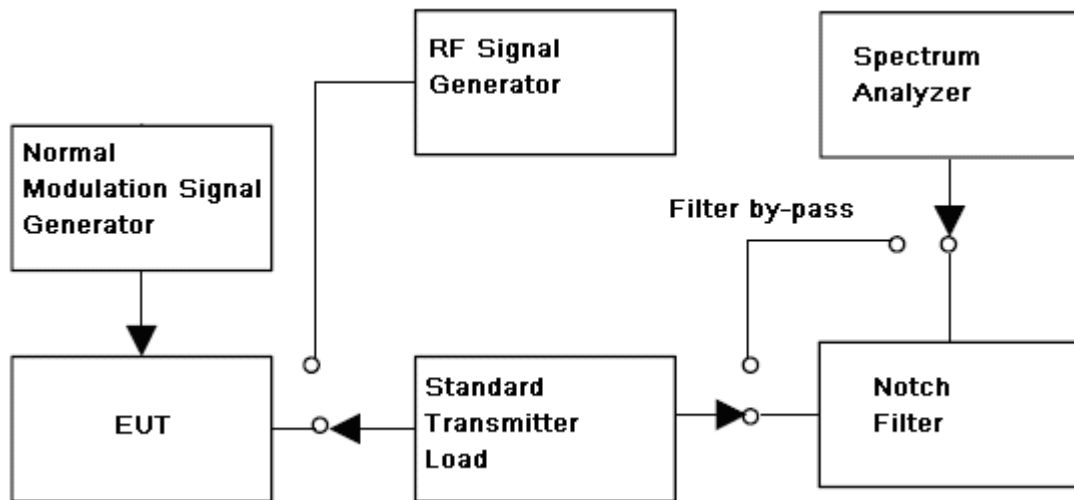 RF Signal
Generator
Spectrum
Analyzer
Normal
Modulation Signal
Generator
Filter by-pass
EUT
Standard
Transmitter
Load
Notch
Filter